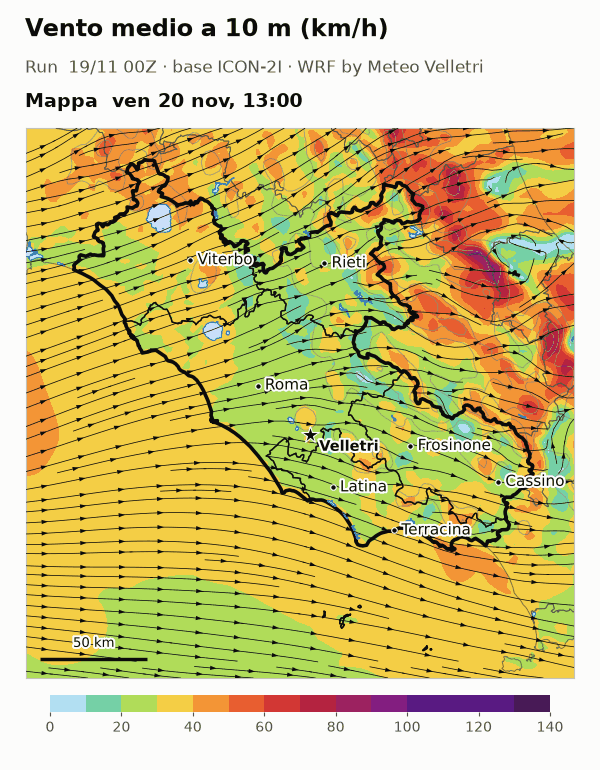 Vento medio a 10 m (km/h)
Run 19/11 00Z · base ICON-2I · WRF by Meteo Velletri
Mappa ven 20 nov, 13:00
Viterbo
Rieti
Roma
Velletri
Frosinone
Cassino
Latina
Terracina
50 km
0 20 40 60 80 100 120 140